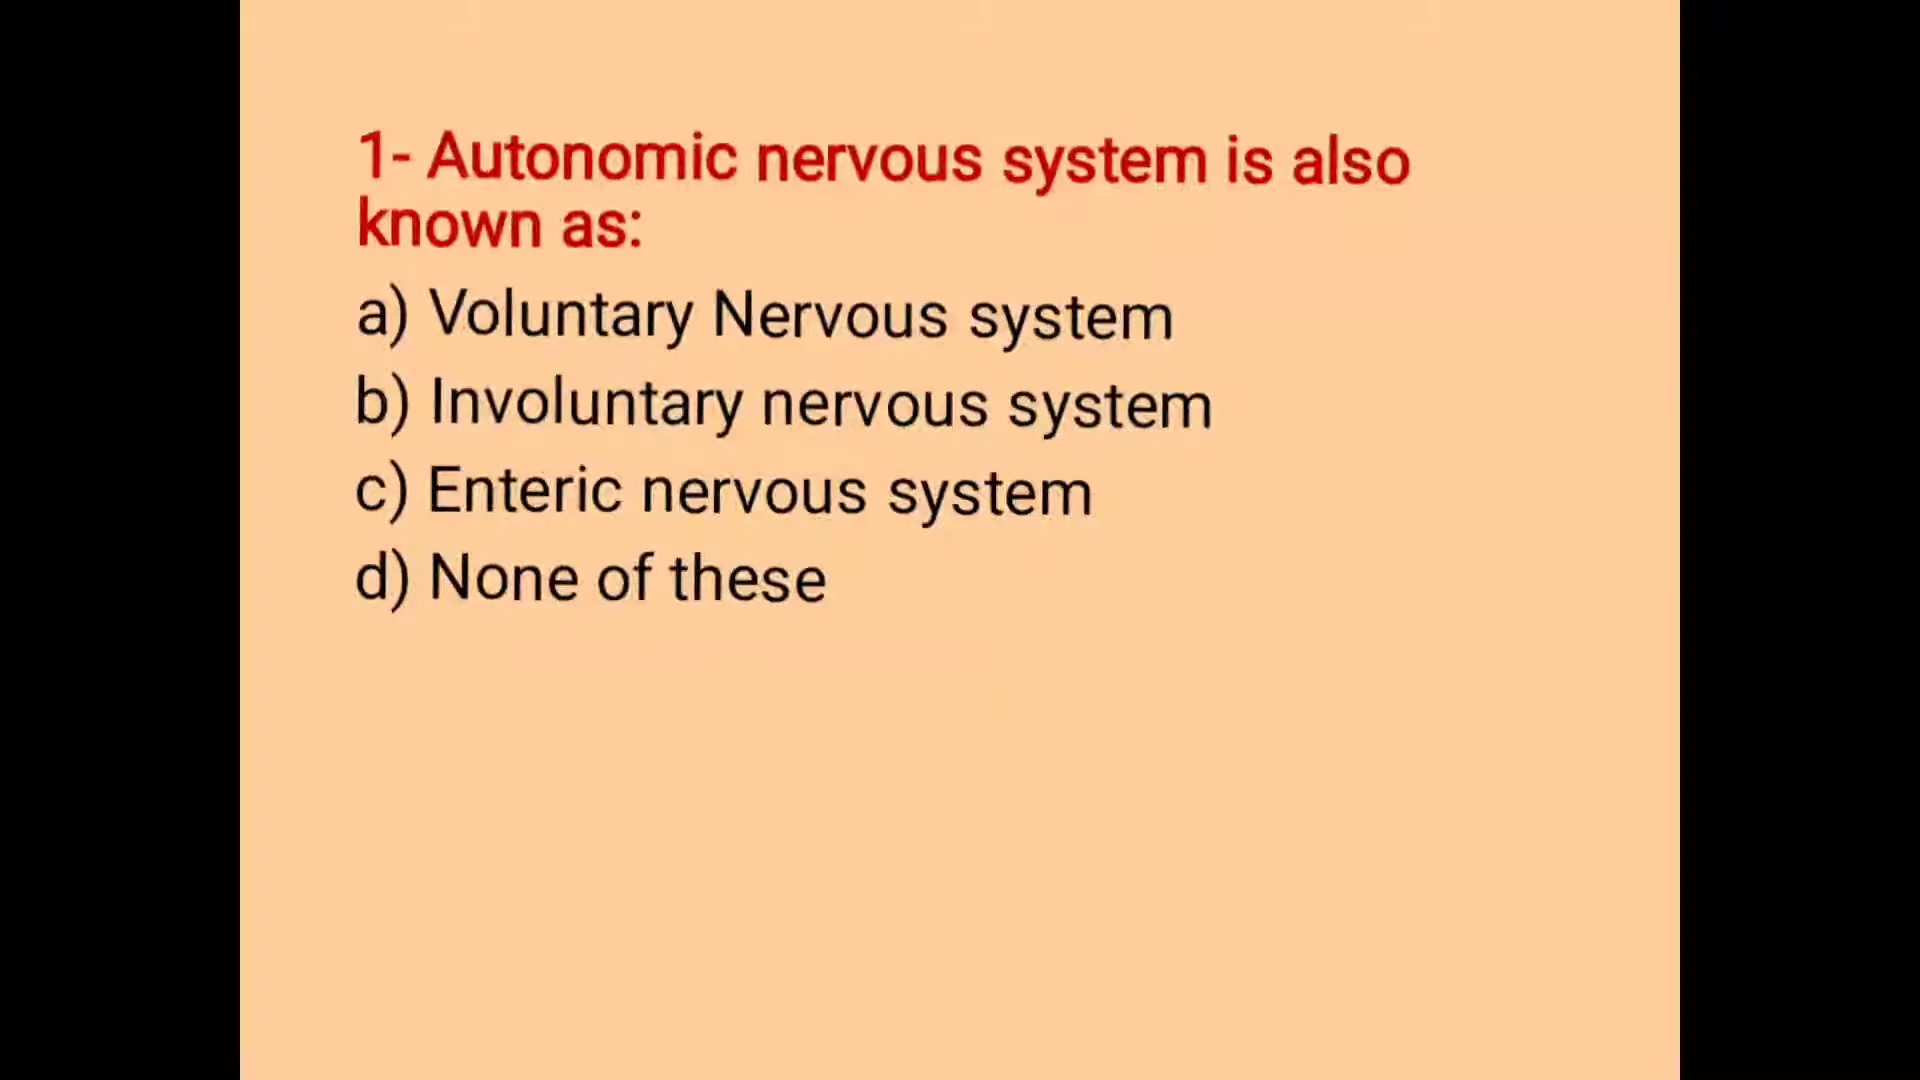 1- Autonomic nervous system is also
known as:
a) Voluntary Nervous system
b) Involuntary nervous system
c) Enteric nervous system
d) None of these